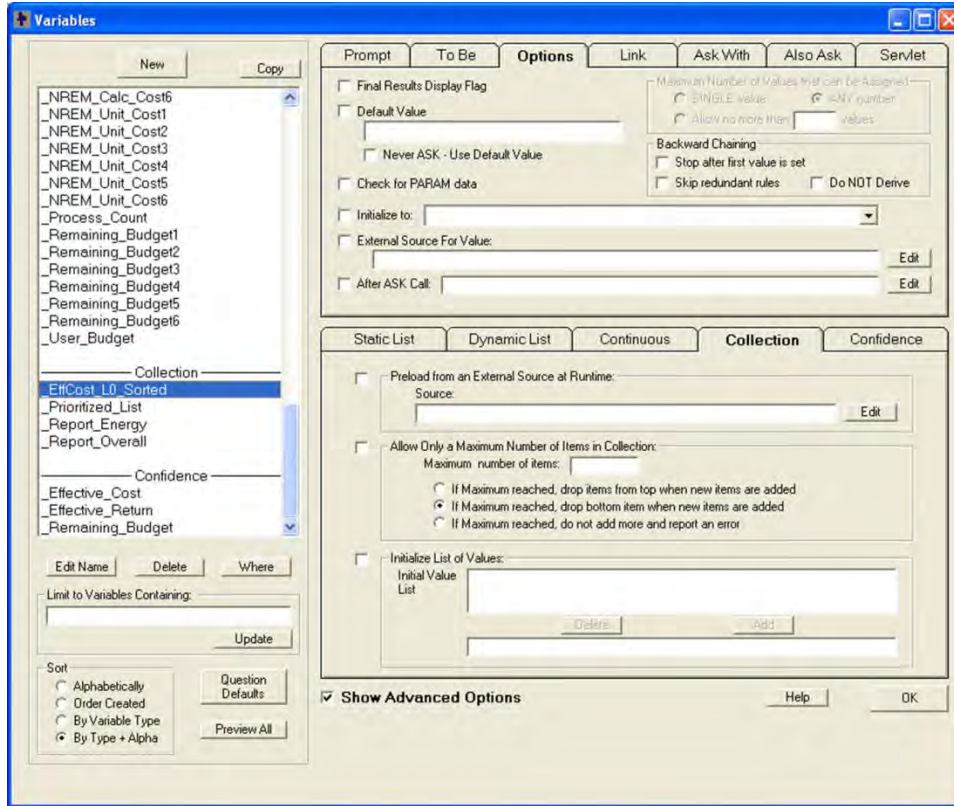 Variables
New
Copy
_NREM_Calc_Cost6
_NREM_Unit_Cost1
_NREM_Unit_Cost2
_NREM_Unit_Cost3
_NREM_Unit_Cost4
_NREM_Unit_Cost5
_NREM_Unit_Cost6
_Process_Count
_Remaining_Budget1
_Remaining_Budget2
_Remaining_Budget3
_Remaining_Budget4
_Remaining_Budget5
_Remaining_Budget6
_User_Budget
Collection
_EffCost_L0_Sorted
_Prioritized_List
_Report_Energy
_Report_Overall
Confidence
_Effective_Cost
_Effective_Return
_Remaining_Budget
Edit Name Delete Where
Limit to Variables Containing:
Update
Sort
Alphabetically
Order Created
By Variable Type
By Type + Alpha
Question Defaults
Preview All
Prompt To Be Options Link Ask With Also Ask Servlet
Final Results Display Flag
Default Value
Never ASK - Use Default Value
Check for PARAM data
Maximum Number of Values that can be Assigned
SINGLE value ANY number
Allow no more than values
Backward Chaining
Stop after first value is set
Skip redundant rules Do NOT Derive
Initialize to:
External Source For Value:
Edit
After ASK Call: Edit
Static List Dynamic List Continuous Collection Confidence
Preload from an External Source at Runtime:
Source:
Edit
Allow Only a Maximum Number of Items in Collection:
Maximum number of items:
If Maximum reached, drop items from top when new items are added
If Maximum reached, drop bottom item when new items are added
If Maximum reached, do not add more and report an error
Initialize List of Values:
Initial Value
List
Delete Add
Show Advanced Options Help OK